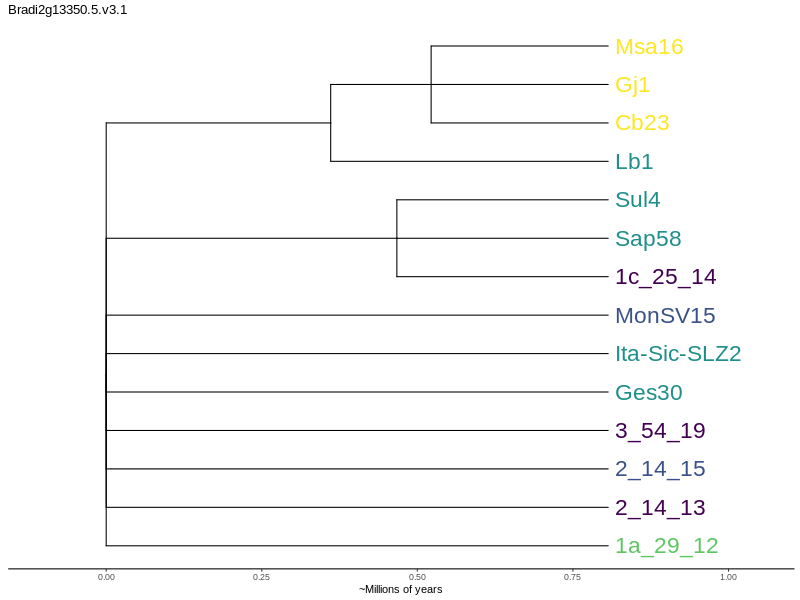 Bradi2g13350.5.v3.1
Msa16
Gj1
Cb23
Lb1
Sul4
Sap58
1c_25_14
MonSV15
Ita-Sic-SLZ2
Ges30
3_54_19
2_14_15
2_14_13
1a_29_12
0.00 0.25 0.50 0.75 1.00
~Millions of years